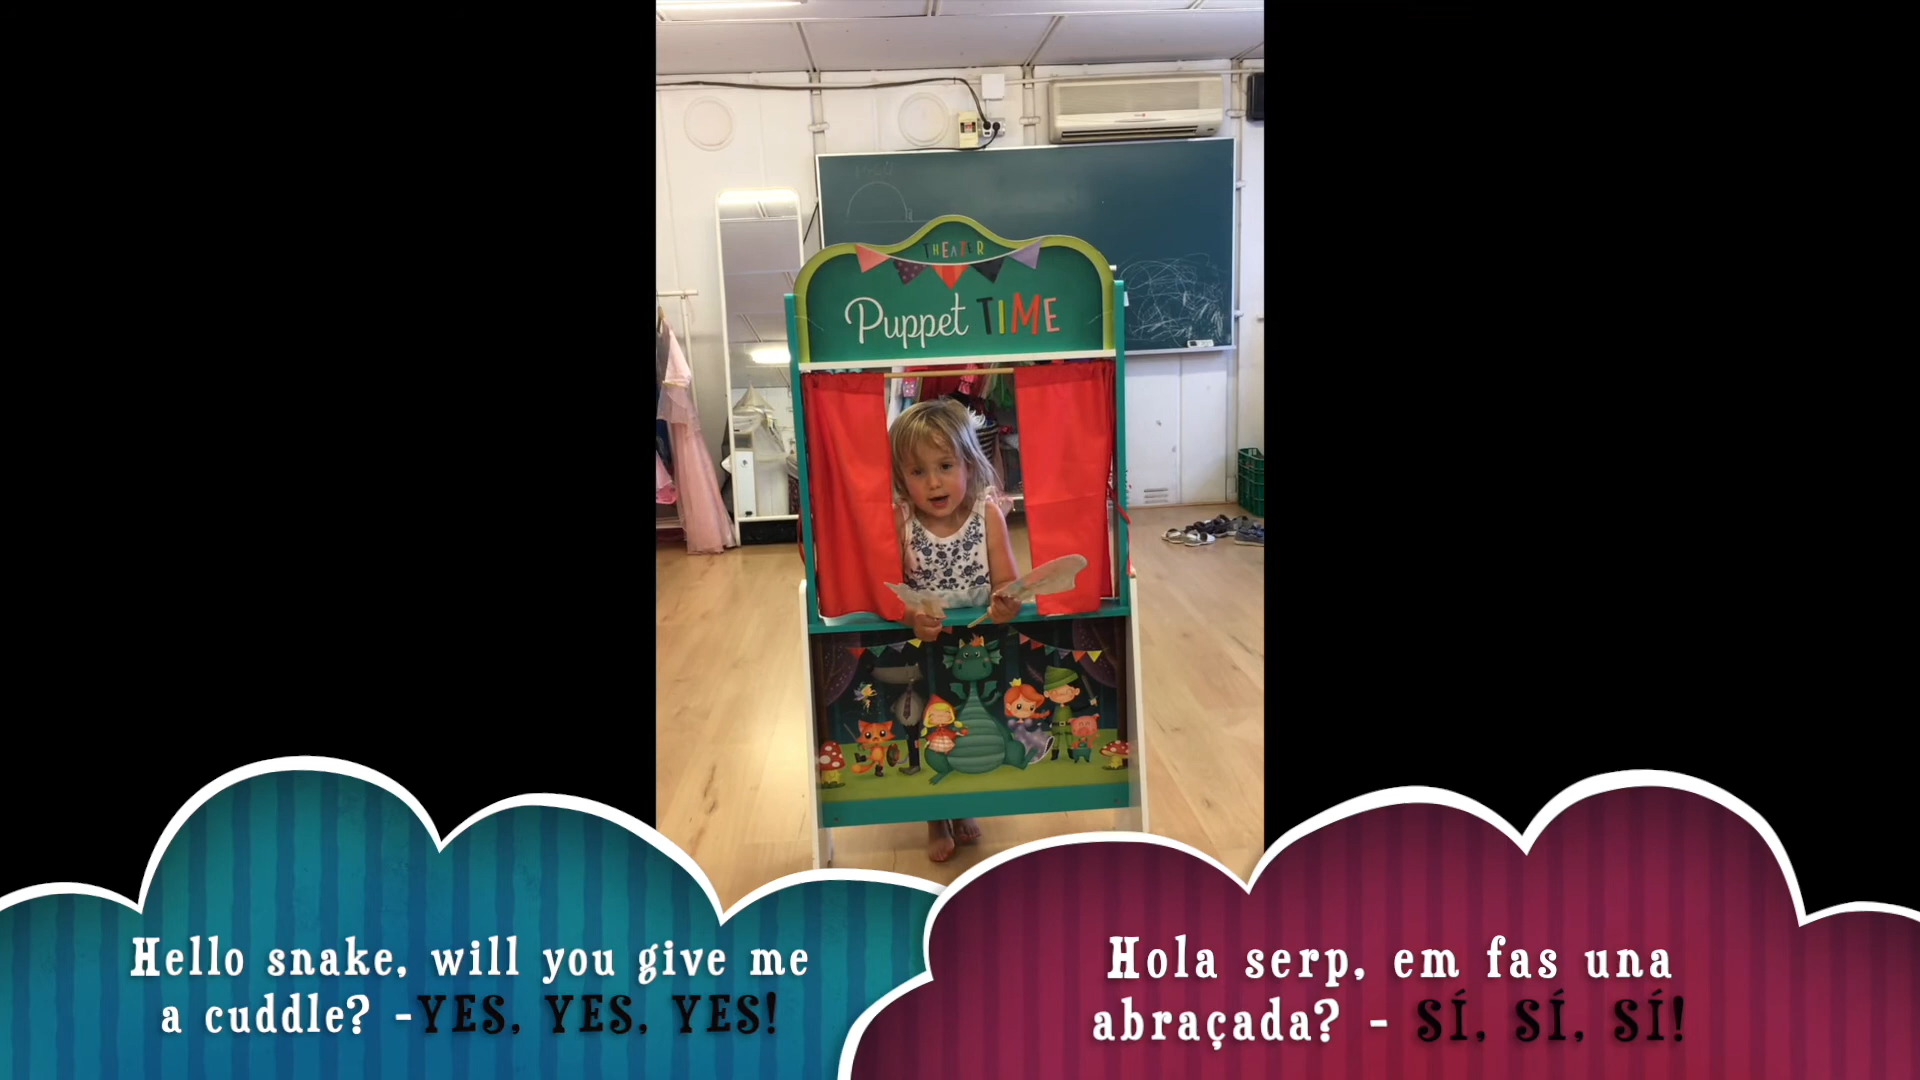 THEATER
Puppet TIME
Hello snake, will you give me
a cuddle? -YES, YES, YES!
Hola serp, em fas una
abraçada? - SÍ, SÍ, SÍ!